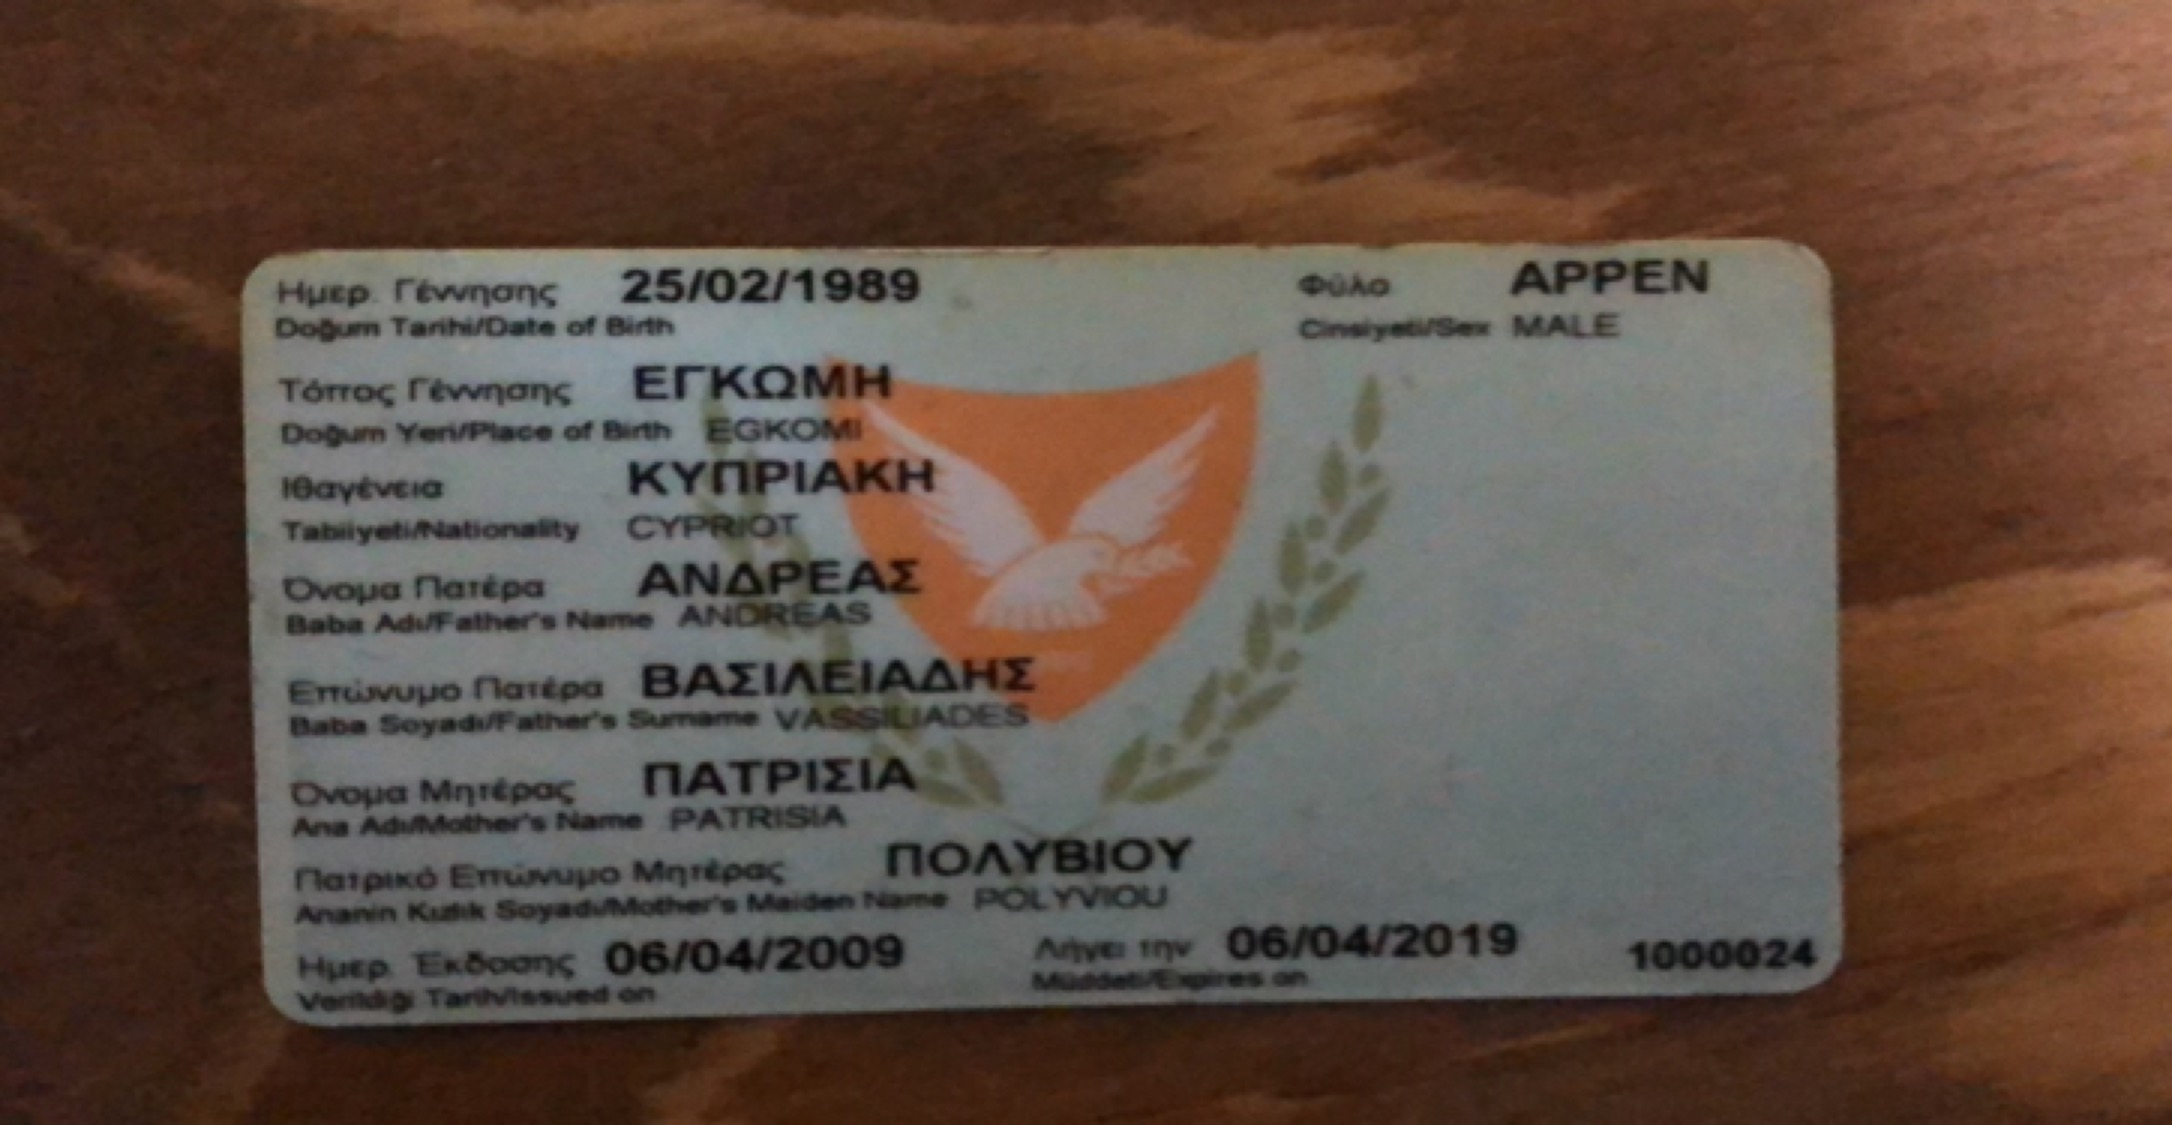 Ημερ. Γέννησης 25/02/1989 Φύλο ΑΡΡΕΝ
Doğum Tarihi/Date of Birth Cinsiyeti/Sex MALE
Τόπος Γέννησης ΕΓΚΩΜΗ
Doğum Yeri/Place of Birth EGKOMI
Ιθαγένεια ΚΥΠΡΙΑΚΗ
Tabiiyeti/Nationality CYPRIOT
Όνομα Πατέρα ΑΝΔΡΕΑΣ
Baba Adı/Father's Name ANDREAS
Επώνυμο Πατέρα ΒΑΣΙΛΕΙΑΔΗΣ
Baba Soyadı/Father's Surname VASSILIADES
Όνομα Μητέρας ΠΑΤΡΙΣΙΑ
Ana Adı/Mother's Name PATRISIA
Πατρικό Επώνυμο Μητέρας ΠΟΛΥΒΙΟΥ
Ananin Kızlık Soyadı/Mother's Maiden Name POLYVIOU
Ημερ. Έκδοσης 06/04/2009 Λήγει την 06/04/2019 1000024
Verildiği Tarih/Issued on Müddeti/Expires on